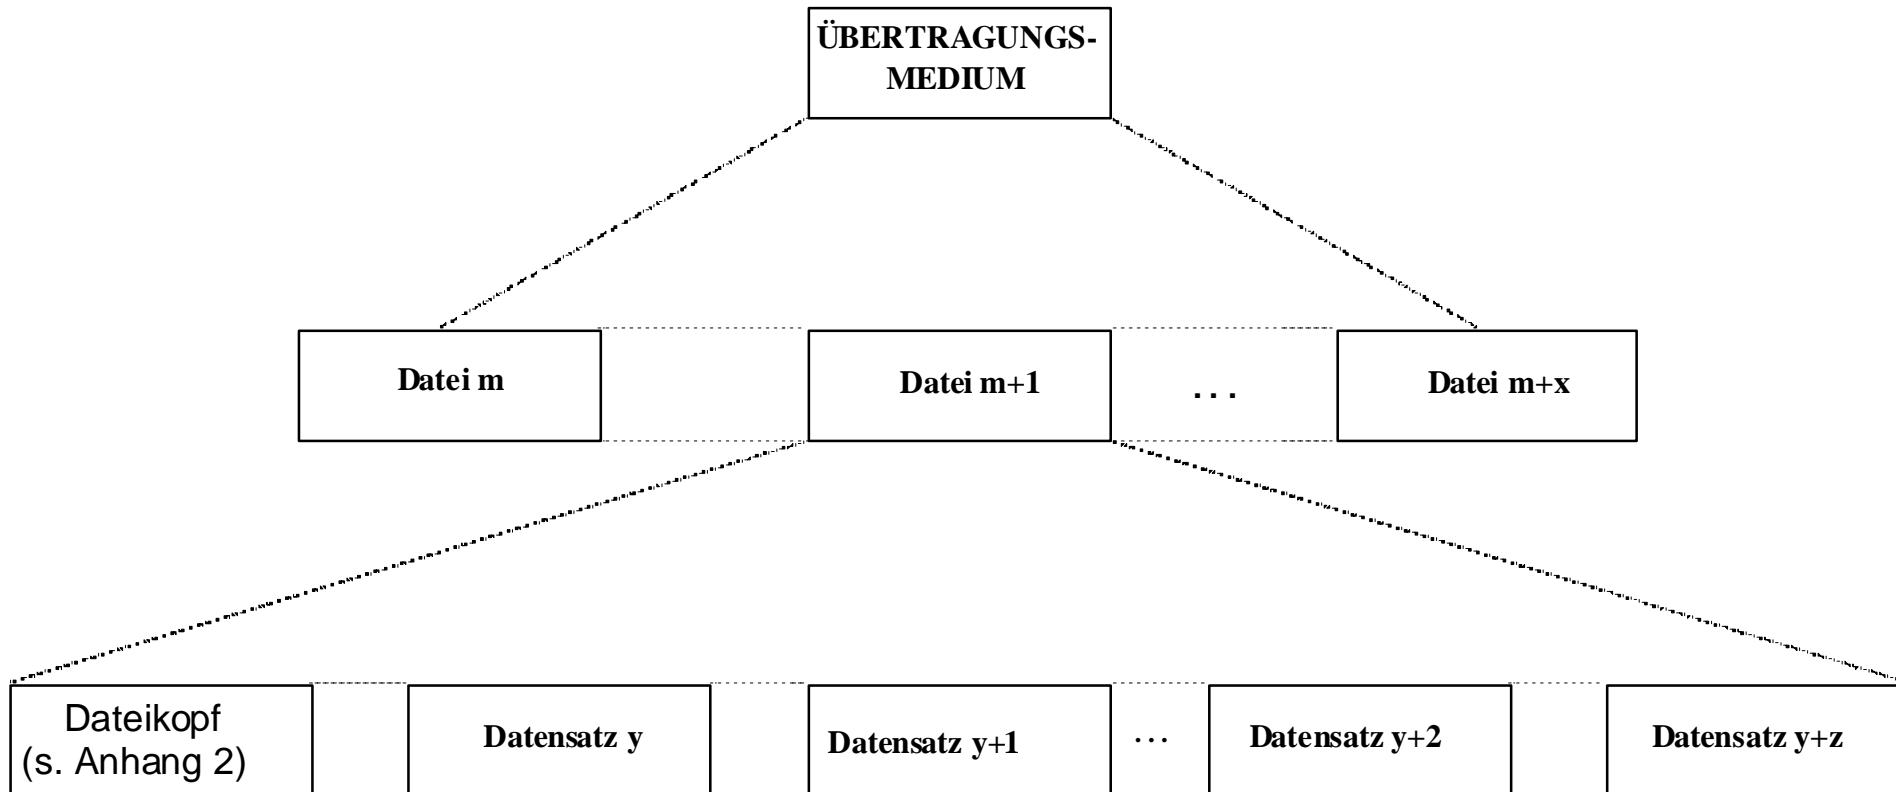 ÜBERTRAGUNGS-
MEDIUM
Datei m
Datei m+1
...
Datei m+x
Dateikopf
(s. Anhang 2)
Datensatz y
Datensatz y+1
...
Datensatz y+2
Datensatz y+z